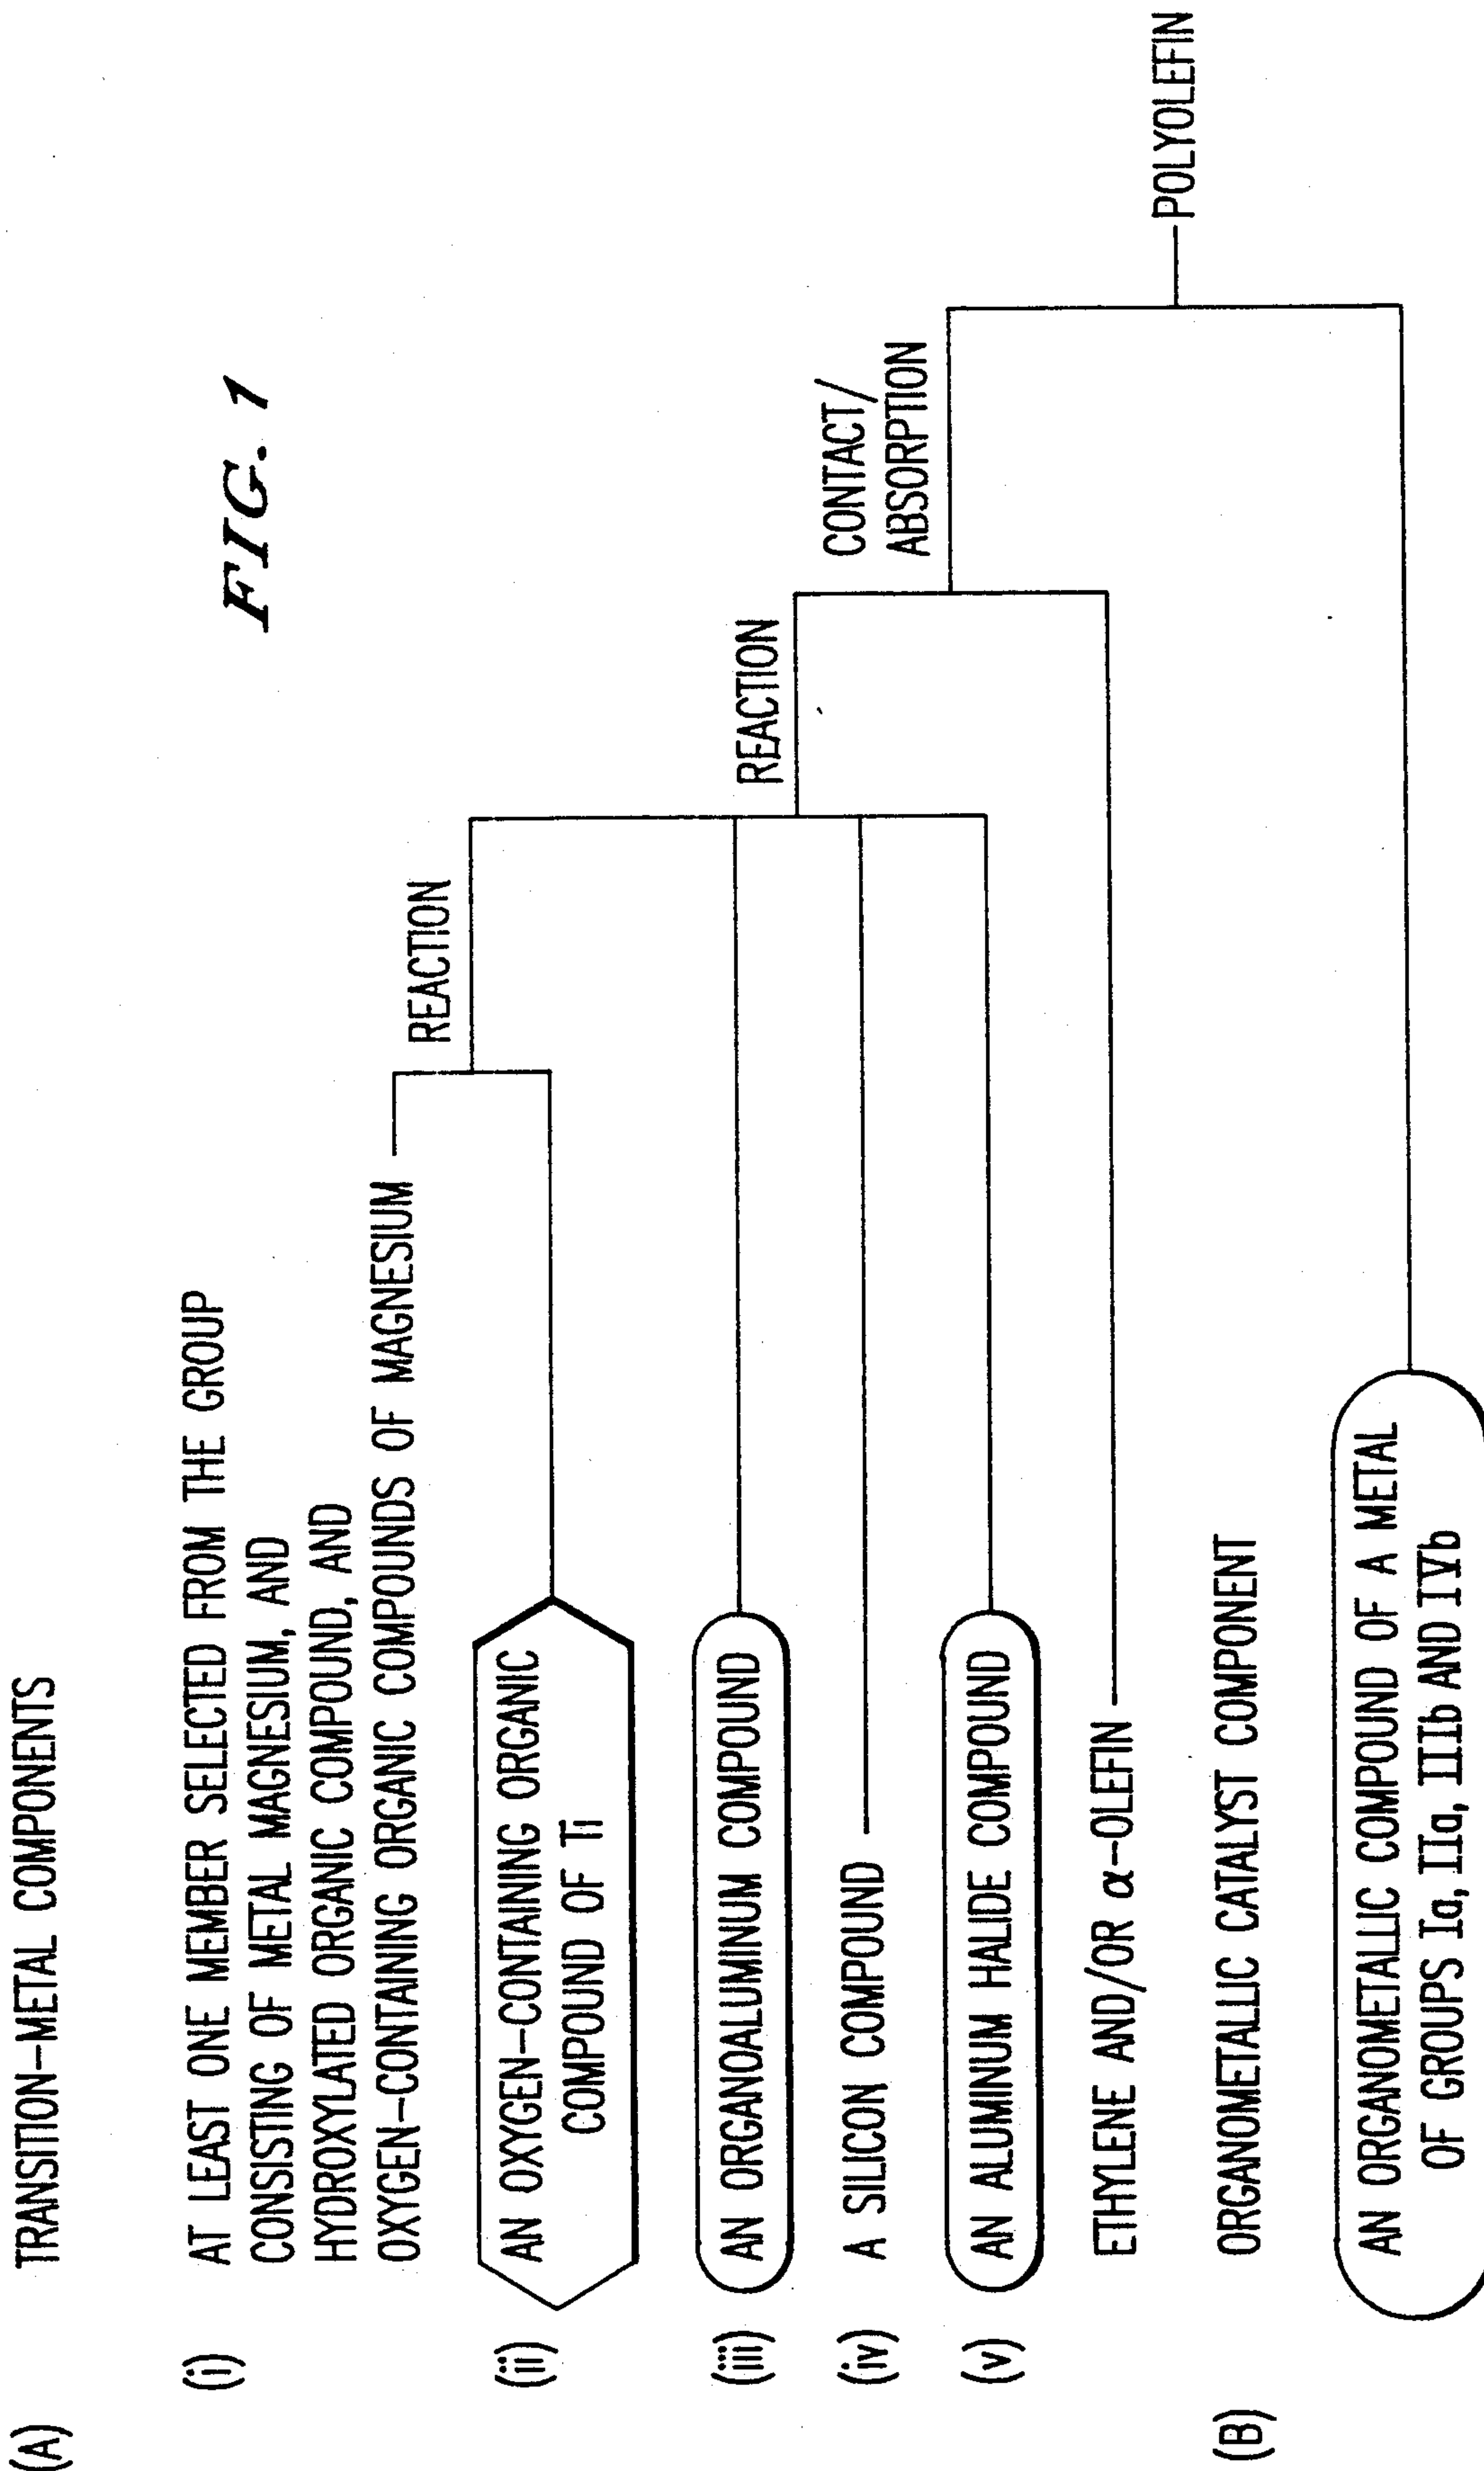 FIG. 1
(A) TRANSITION-METAL COMPONENTS
(i) AT LEAST ONE MEMBER SELECTED FROM THE GROUP
CONSISTING OF METAL MAGNESIUM, AND
HYDROXYLATED ORGANIC COMPOUND, AND
OXYGEN-CONTAINING ORGANIC COMPOUNDS OF MAGNESIUM
REACTION
(ii) AN OXYGEN-CONTAINING ORGANIC
COMPOUND OF Ti
(iii) AN ORGANOALUMINUM COMPOUND
REACTION
(iv) A SILICON COMPOUND
CONTACT/
ABSORPTION
(v) AN ALUMINUM HALIDE COMPOUND
ETHYLENE AND/OR α-OLEFIN
POLYOLEFIN
(B) ORGANOMETALLIC CATALYST COMPONENT
AN ORGANOMETALLIC COMPOUND OF A METAL
OF GROUPS Ia, IIa, IIIb AND IVb